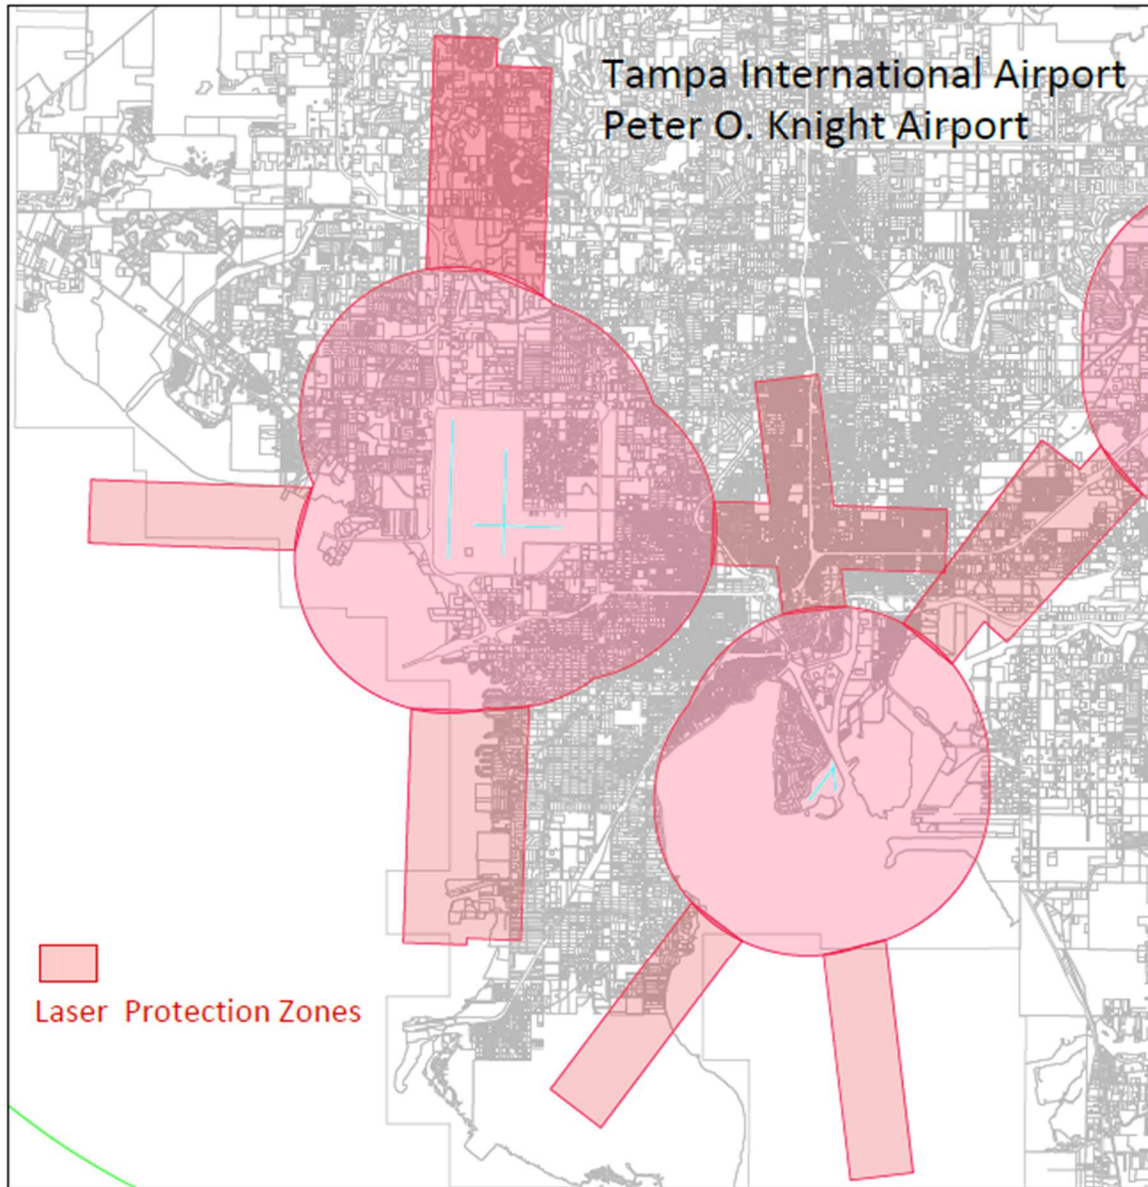 Tampa International Airport
Peter O. Knight Airport
Laser Protection Zones